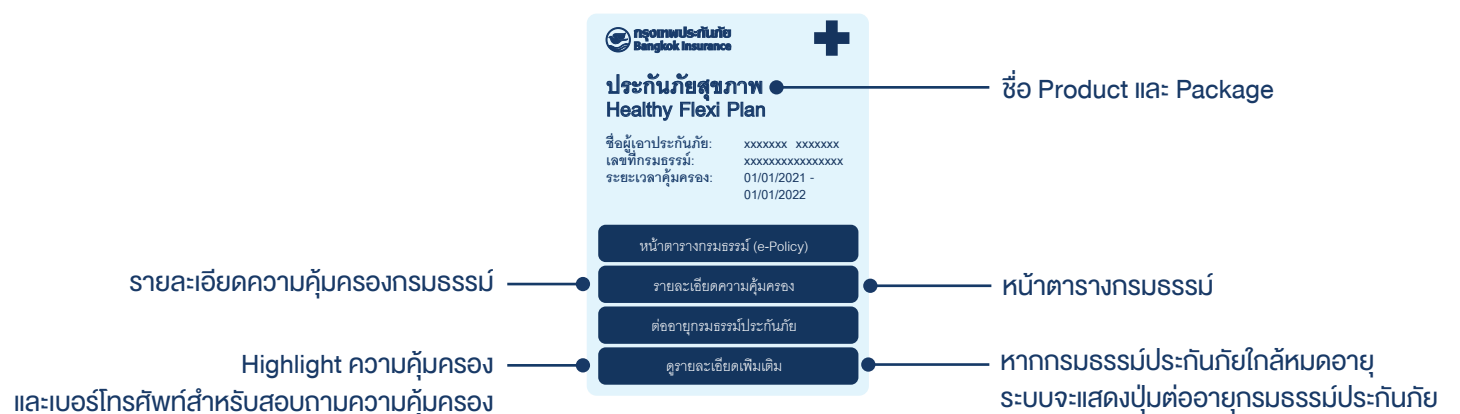 กรุงเทพประกันภัย
Bangkok Insurance
ประกันภัยสุขภาพ
Healthy Flexi Plan
ชื่อ Product และ Package
ชื่อผู้เอาประกันภัย: xxxxxxx xxxxxxx
เลขที่กรมธรรม์: xxxxxxxxxxxxxxxx
ระยะเวลาคุ้มครอง: 01/01/2021 -
01/01/2022
หน้าตารางกรมธรรม์ (e-Policy)
รายละเอียดความคุ้มครองกรมธรรม์
รายละเอียดความคุ้มครอง
หน้าตารางกรมธรรม์
ต่ออายุกรมธรรม์ประกันภัย
Highlight ความคุ้มครอง
และเบอร์โทรศัพท์สำหรับสอบถามความคุ้มครอง
ดูรายละเอียดเพิ่มเติม
หากกรมธรรม์ประกันภัยใกล้หมดอายุ
ระบบจะแสดงปุ่มต่ออายุกรมธรรม์ประกันภัย